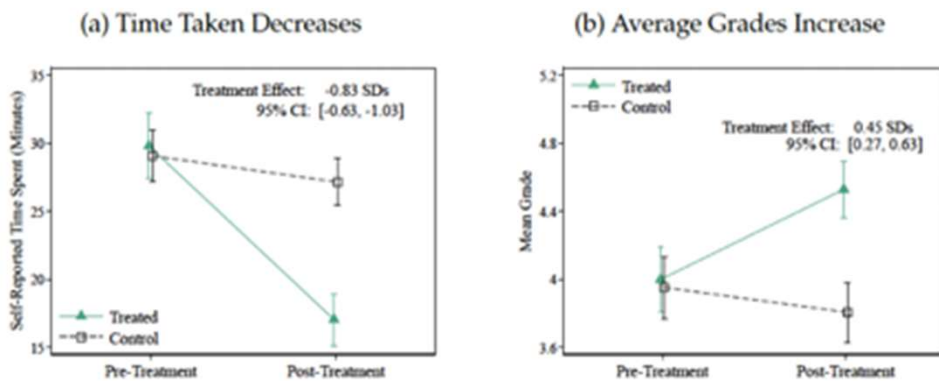 (a) Time Taken Decreases
35
30
25
20
15
Self-Reported Time Spent (Minutes)
Treatment Effect: -0.83 SDs
95% CI: [-0.63, -1.03]
Treated
Control
Pre-Treatment
Post-Treatment
(b) Average Grades Increase
5.2
4.8
4.4
4
3.6
Mean Grade
Treated
Control
Treatment Effect: 0.45 SDs
95% CI: [0.27, 0.63]
Pre-Treatment
Post-Treatment